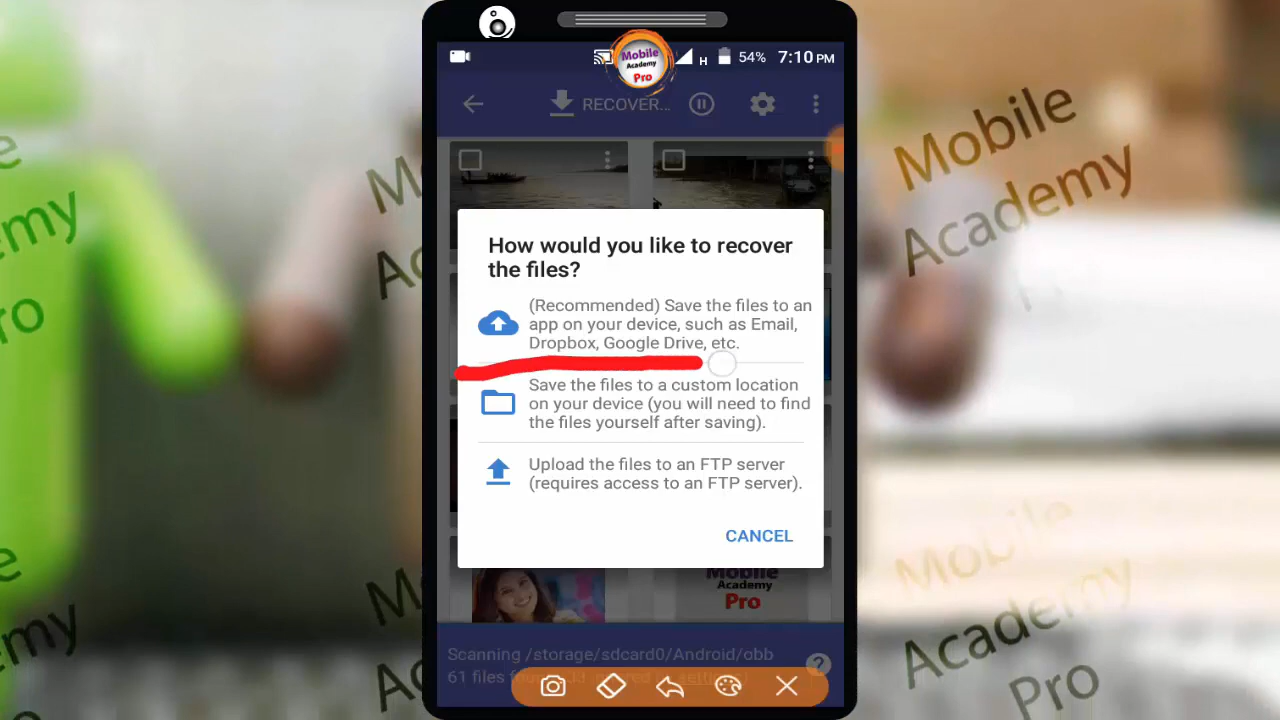 Mobile
Academy
Pro
H
54%
7:10 PM
RECOVER...
How would you like to recover
the files?
(Recommended) Save the files to an
app on your device, such as Email,
Dropbox, Google Drive, etc.
Save the files to a custom location
on your device (you will need to find
the files yourself after saving).
Upload the files to an FTP server
(requires access to an FTP server).
CANCEL
Mobile
Academy
Pro
Scanning /storage/sdcard0/Android/obb
61 files
?
Mobile
Academy
Mobile
Academy
Pro